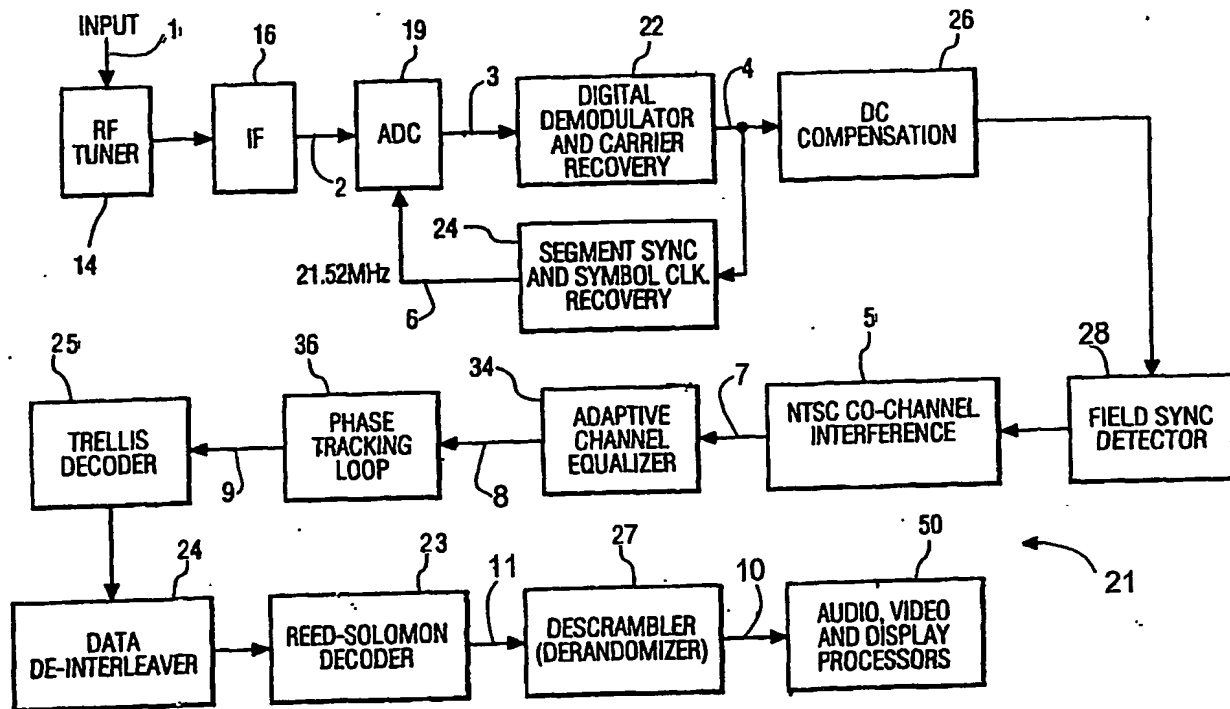 INPUT
1
16
19
22
26
3
4
RF
TUNER
IF
ADC
DIGITAL
DEMODULATOR
AND CARRIER
RECOVERY
DC
COMPENSATION
2
14
24
21.52MHz
6
SEGMENT SYNC
AND SYMBOL CLK.
RECOVERY
25
36
34
5
28
7
TRELLIS
DECODER
PHASE
TRACKING
LOOP
ADAPTIVE
CHANNEL
EQUALIZER
NTSC CO-CHANNEL
INTERFERENCE
FIELD SYNC
DETECTOR
9
8
24
23
11
27
10
50
21
DATA
DE-INTERLEAVER
REED-SOLOMON
DECODER
DESCRAMBLER
(DERANDOMIZER)
AUDIO, VIDEO
AND DISPLAY
PROCESSORS